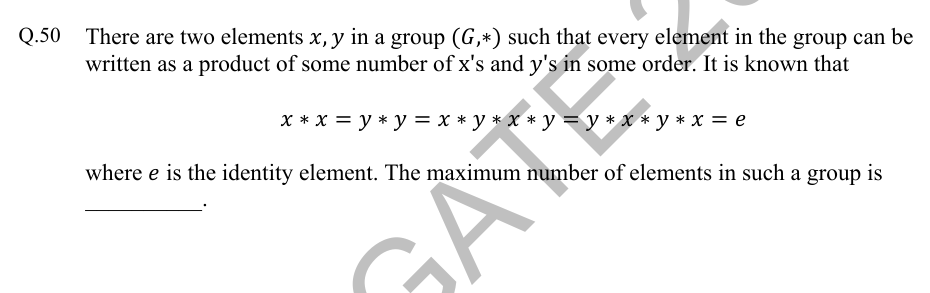 Q.50 There are two elements x, y in a group (G,∗) such that every element in the group can be
written as a product of some number of x's and y's in some order. It is known that
x ∗ x = y ∗ y = x ∗ y ∗ x ∗ y = y ∗ x ∗ y ∗ x = e
where e is the identity element. The maximum number of elements in such a group is
__________.
GATE 2